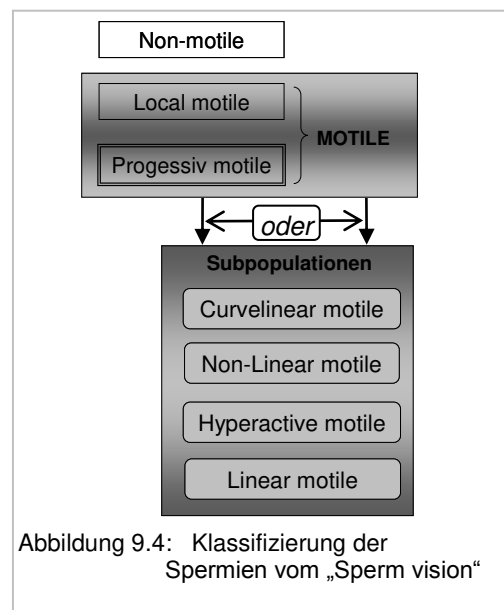 Non-motile
Local motile
MOTILE
Progessiv motile
oder
Subpopulationen
Curvelinear motile
Non-Linear motile
Hyperactive motile
Linear motile
Abbildung 9.4: Klassifizierung der
Spermien vom „Sperm vision“